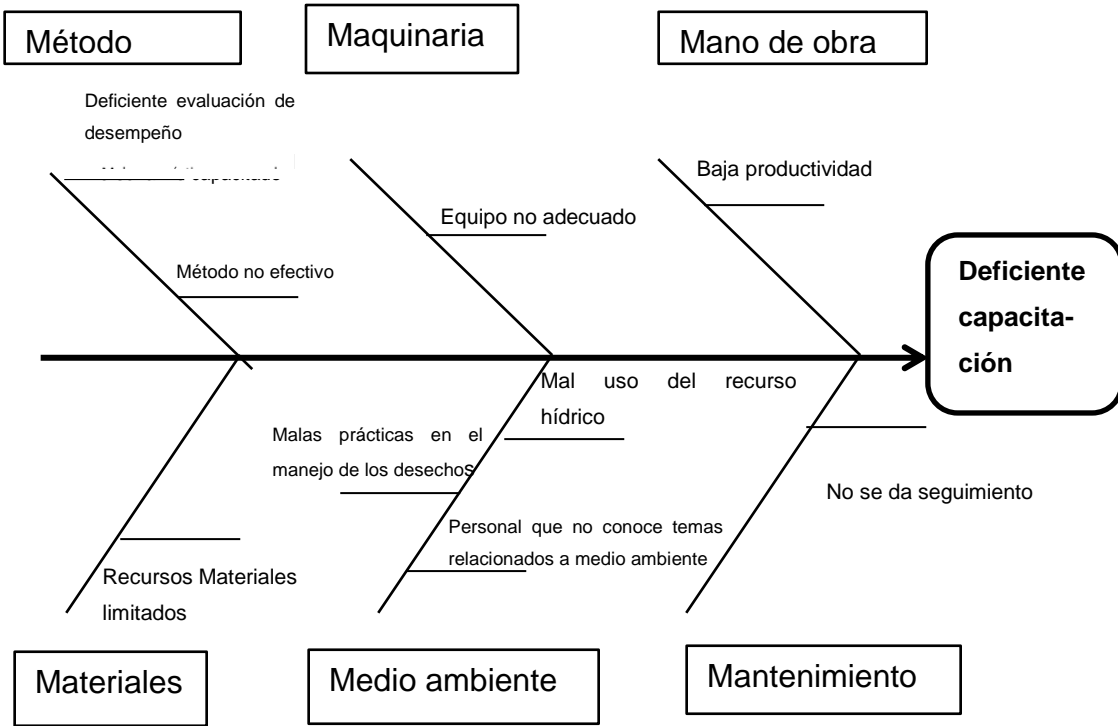 Método
Maquinaria
Mano de obra
Deficiente evaluación de
desempeño
Baja productividad
Equipo no adecuado
Método no efectivo
Deficiente
capacita-
ción
Mal uso del recurso
hídrico
Malas prácticas en el
manejo de los desechos
No se da seguimiento
Personal que no conoce temas
relacionados a medio ambiente
Recursos Materiales
limitados
Materiales
Medio ambiente
Mantenimiento